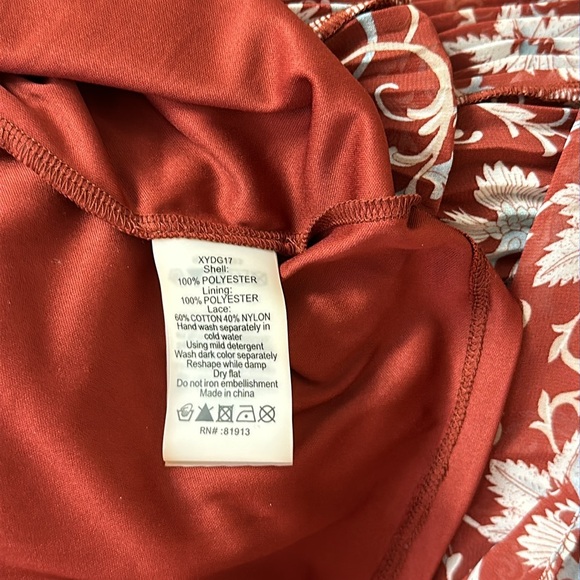 XYDG17
Shell:
100% POLYESTER
Lining:
100% POLYESTER
Lace:
60% COTTON 40% NYLON
Hand wash separately in
cold water
Using mild detergent
Wash dark color separately
Reshape while damp
Dry flat
Do not iron embellishment
Made in china
RN# :81913